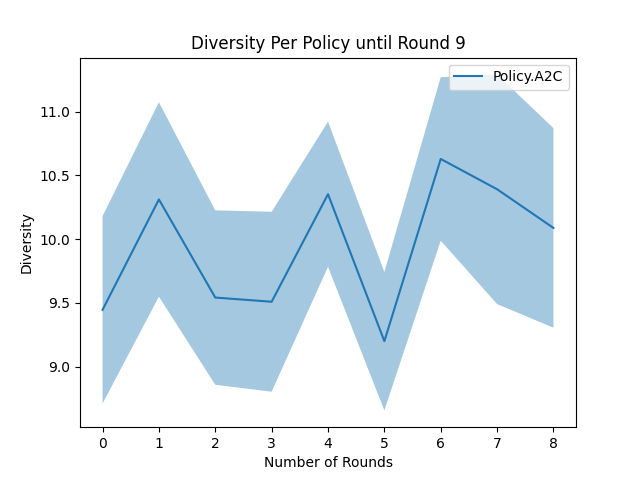 Diversity Per Policy until Round 9
Policy.A2C
Diversity
11.0
10.5
10.0
9.5
9.0
0 1 2 3 4 5 6 7 8
Number of Rounds